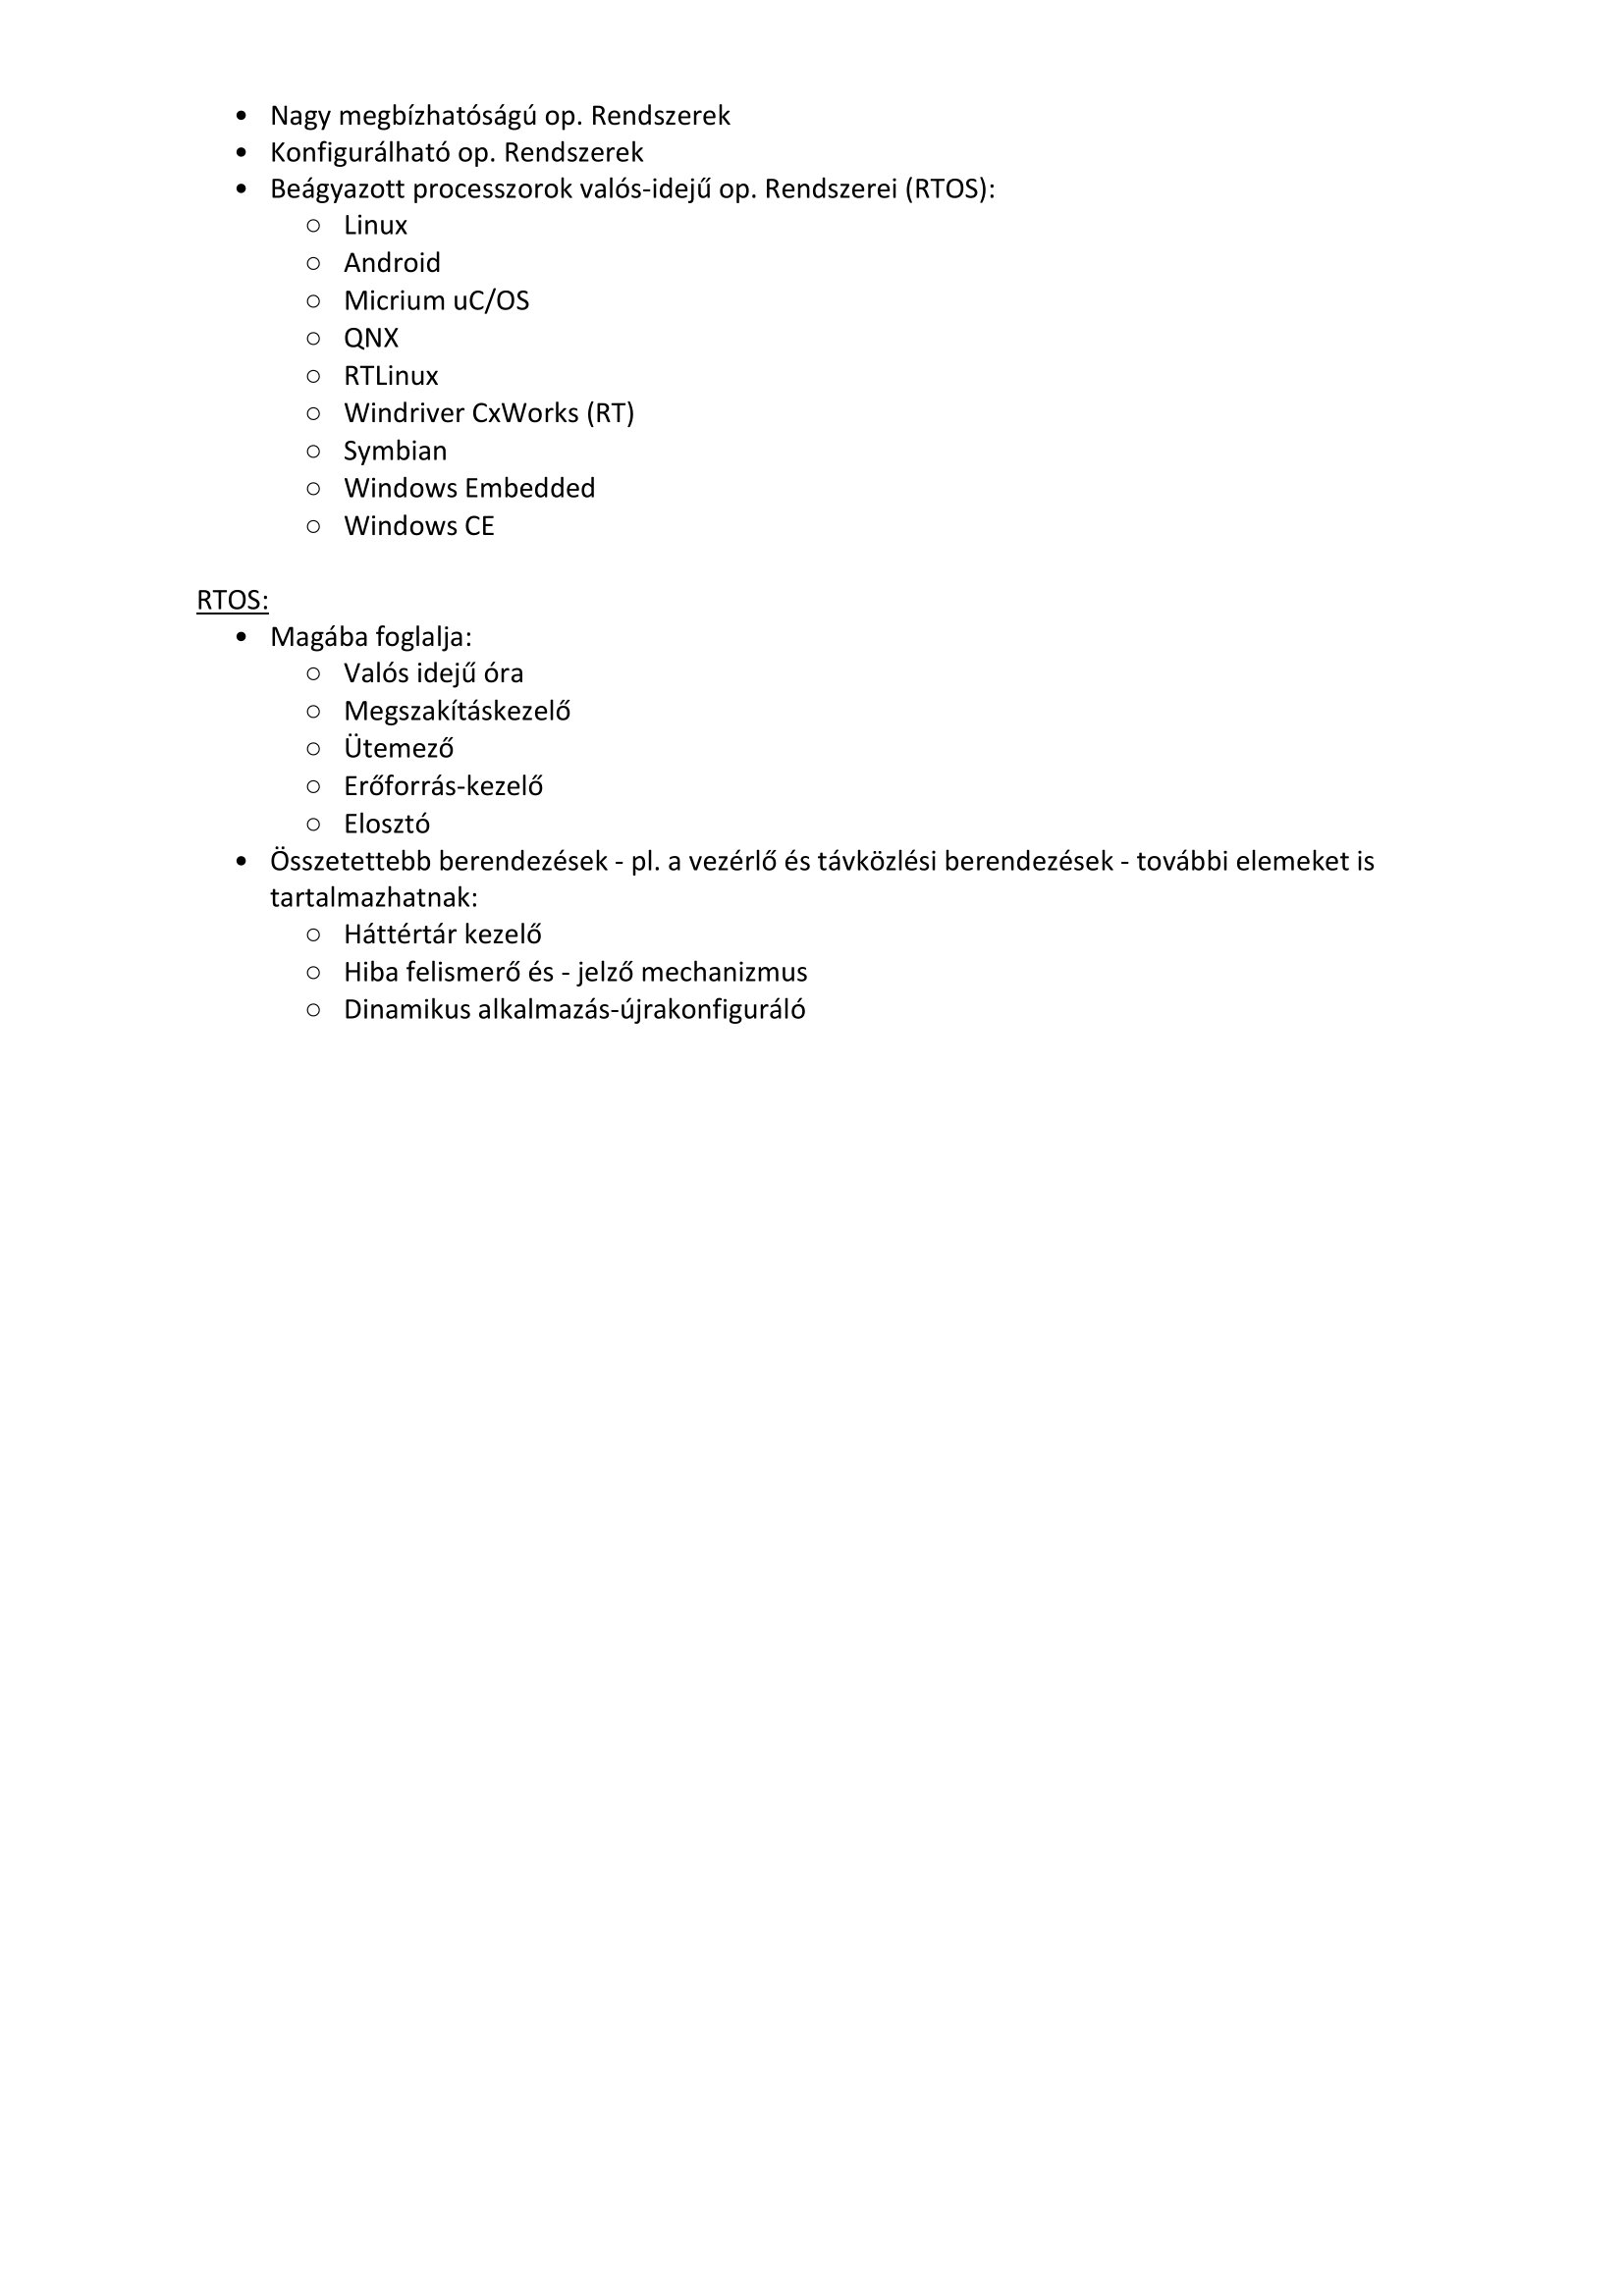 • Nagy megbízhatóságú op. Rendszerek
• Konfigurálható op. Rendszerek
• Beágyazott processzorok valós-idejű op. Rendszerei (RTOS):
○ Linux
○ Android
○ Micrium uC/OS
○ QNX
○ RTLinux
○ Windriver CxWorks (RT)
○ Symbian
○ Windows Embedded
○ Windows CE
RTOS:
• Magába foglalja:
○ Valós idejű óra
○ Megszakításkezelő
○ Ütemező
○ Erőforrás-kezelő
○ Elosztó
• Összetettebb berendezések - pl. a vezérlő és távközlési berendezések - további elemeket is
tartalmazhatnak:
○ Háttértár kezelő
○ Hiba felismerő és - jelző mechanizmus
○ Dinamikus alkalmazás-újrakonfiguráló